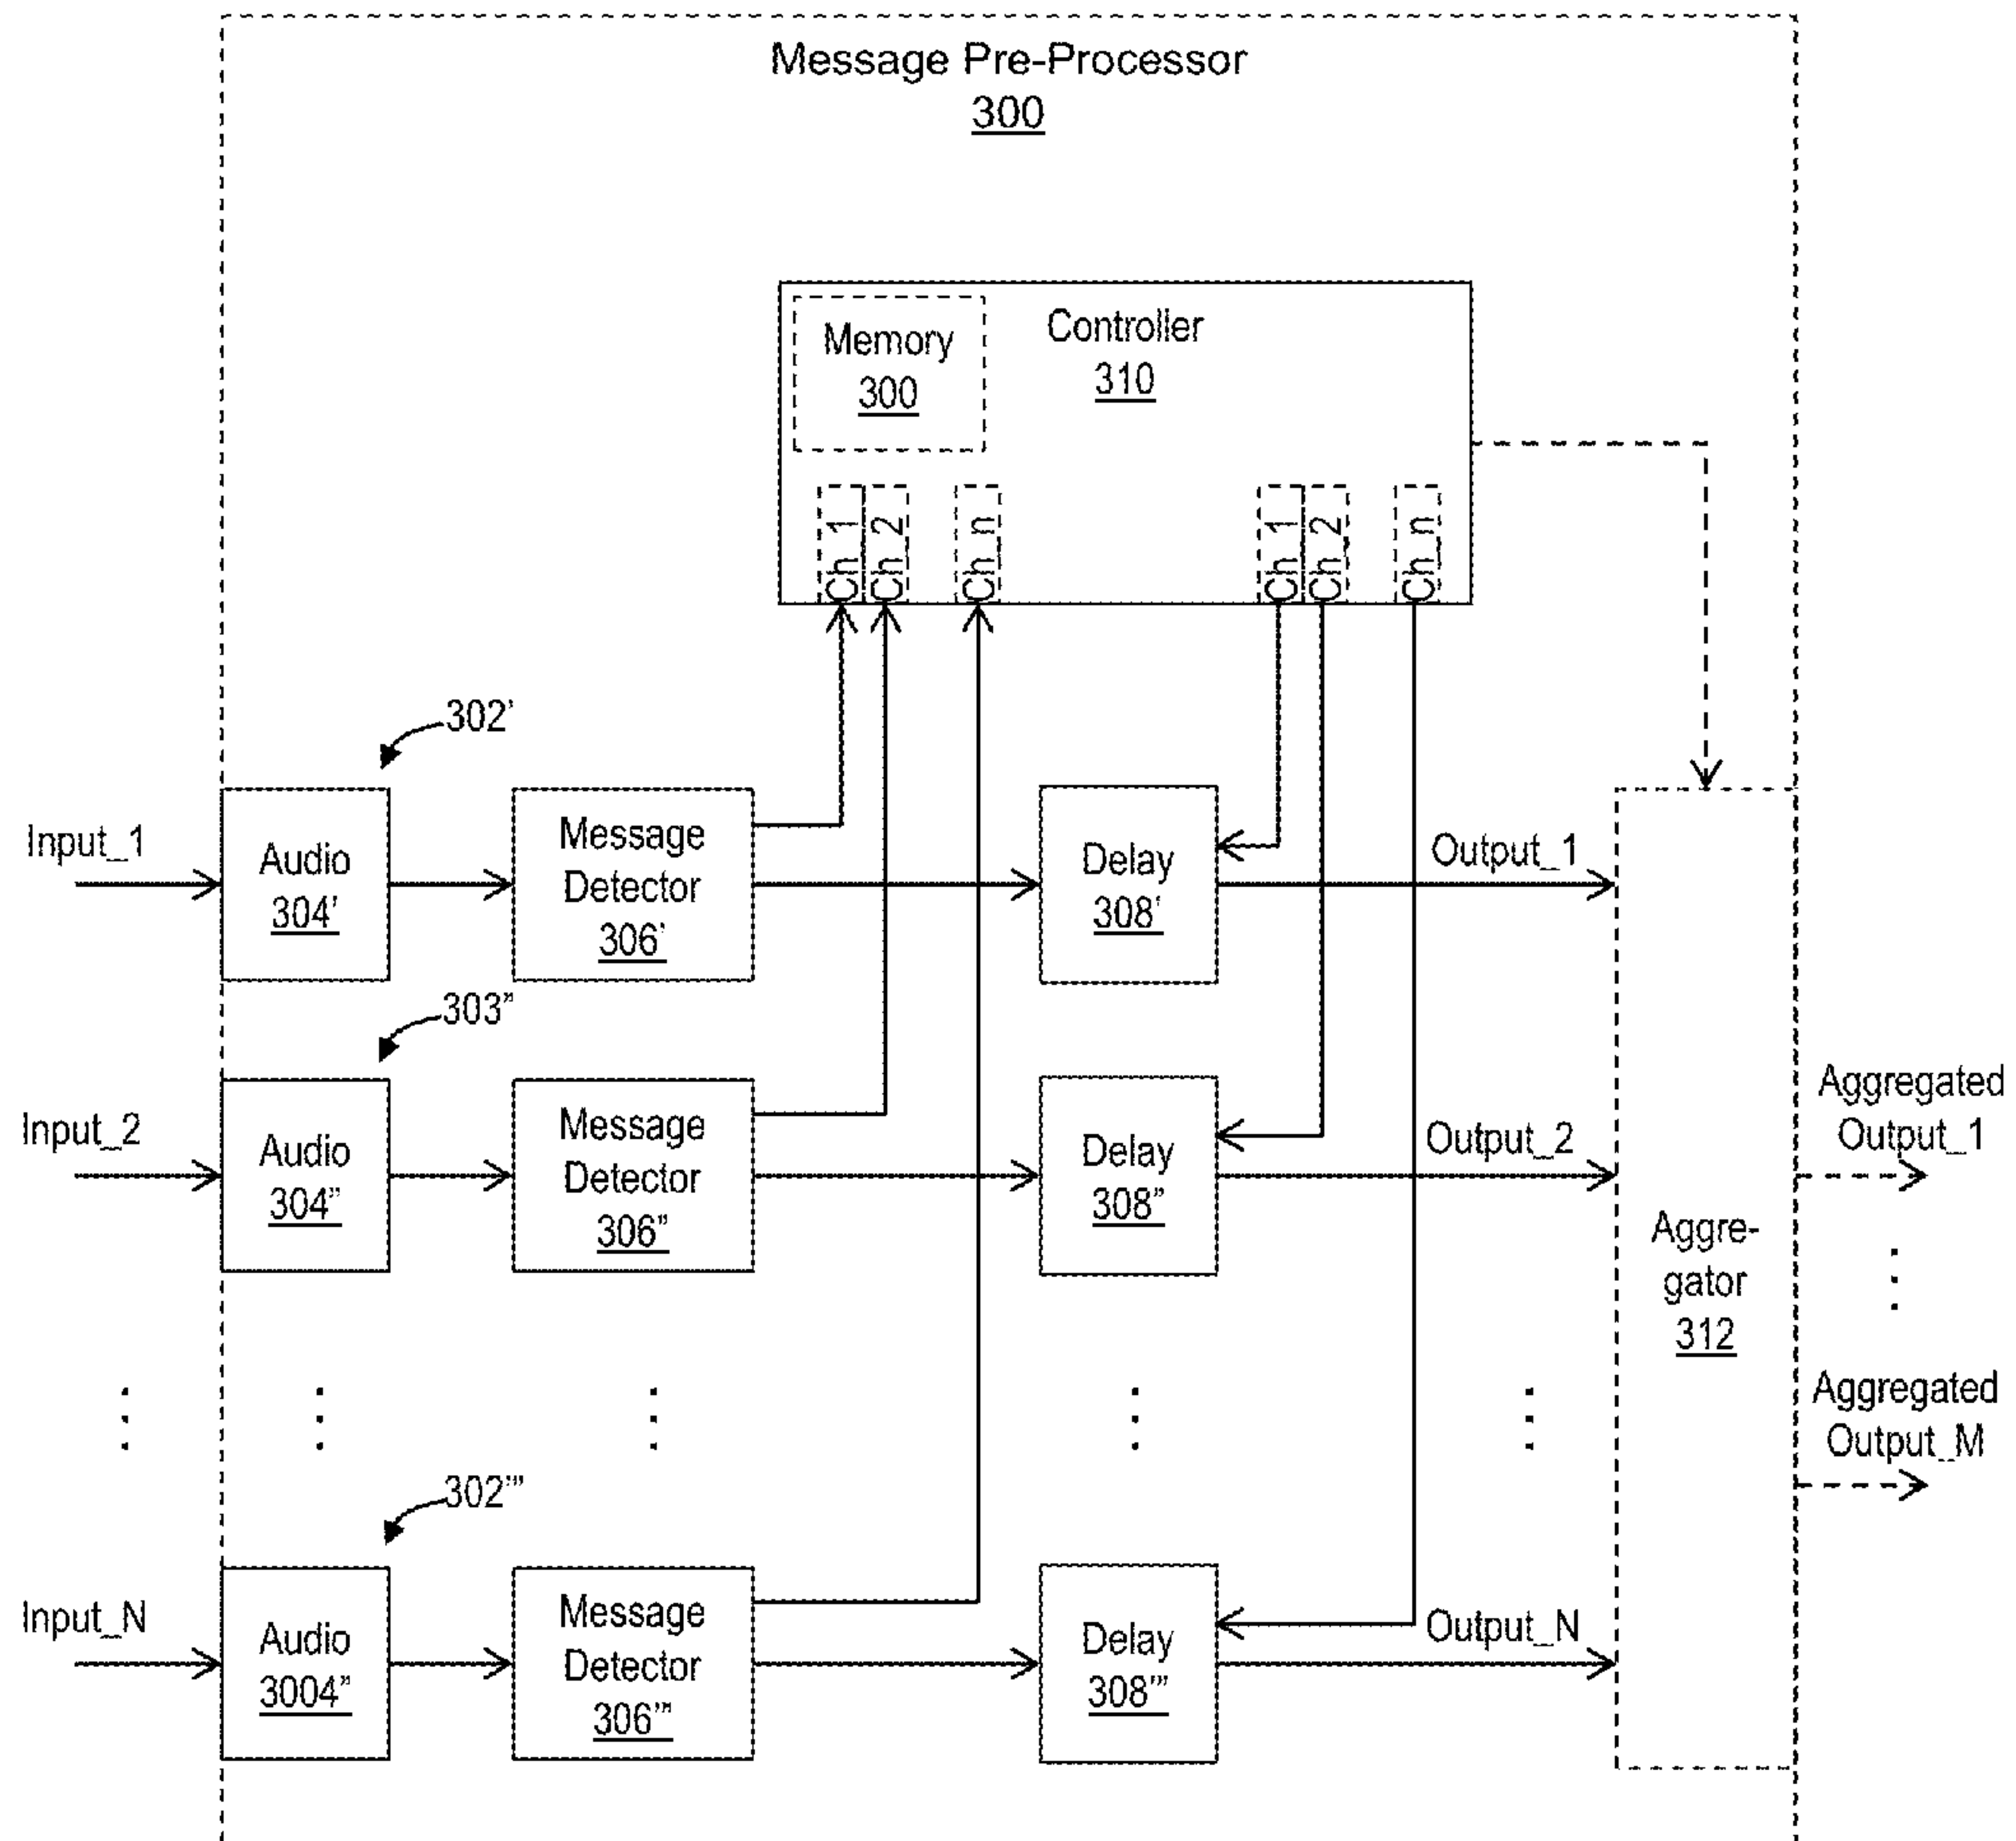 Message Pre-Processor
300
Memory
300
Controller
310
Ch_1
Ch_2
Ch_n
Ch_1
Ch_2
Ch_n
302'
Input_1
Audio
304'
Message
Detector
306'
Delay
308'
Output_1
303"
Input_2
Audio
304"
Message
Detector
306"
Delay
308"
Output_2
Aggre-
gator
312
Aggregated
Output_1
Aggregated
Output_M
302'"
Input_N
Audio
3004"
Message
Detector
306'"
Delay
308'"
Output_N